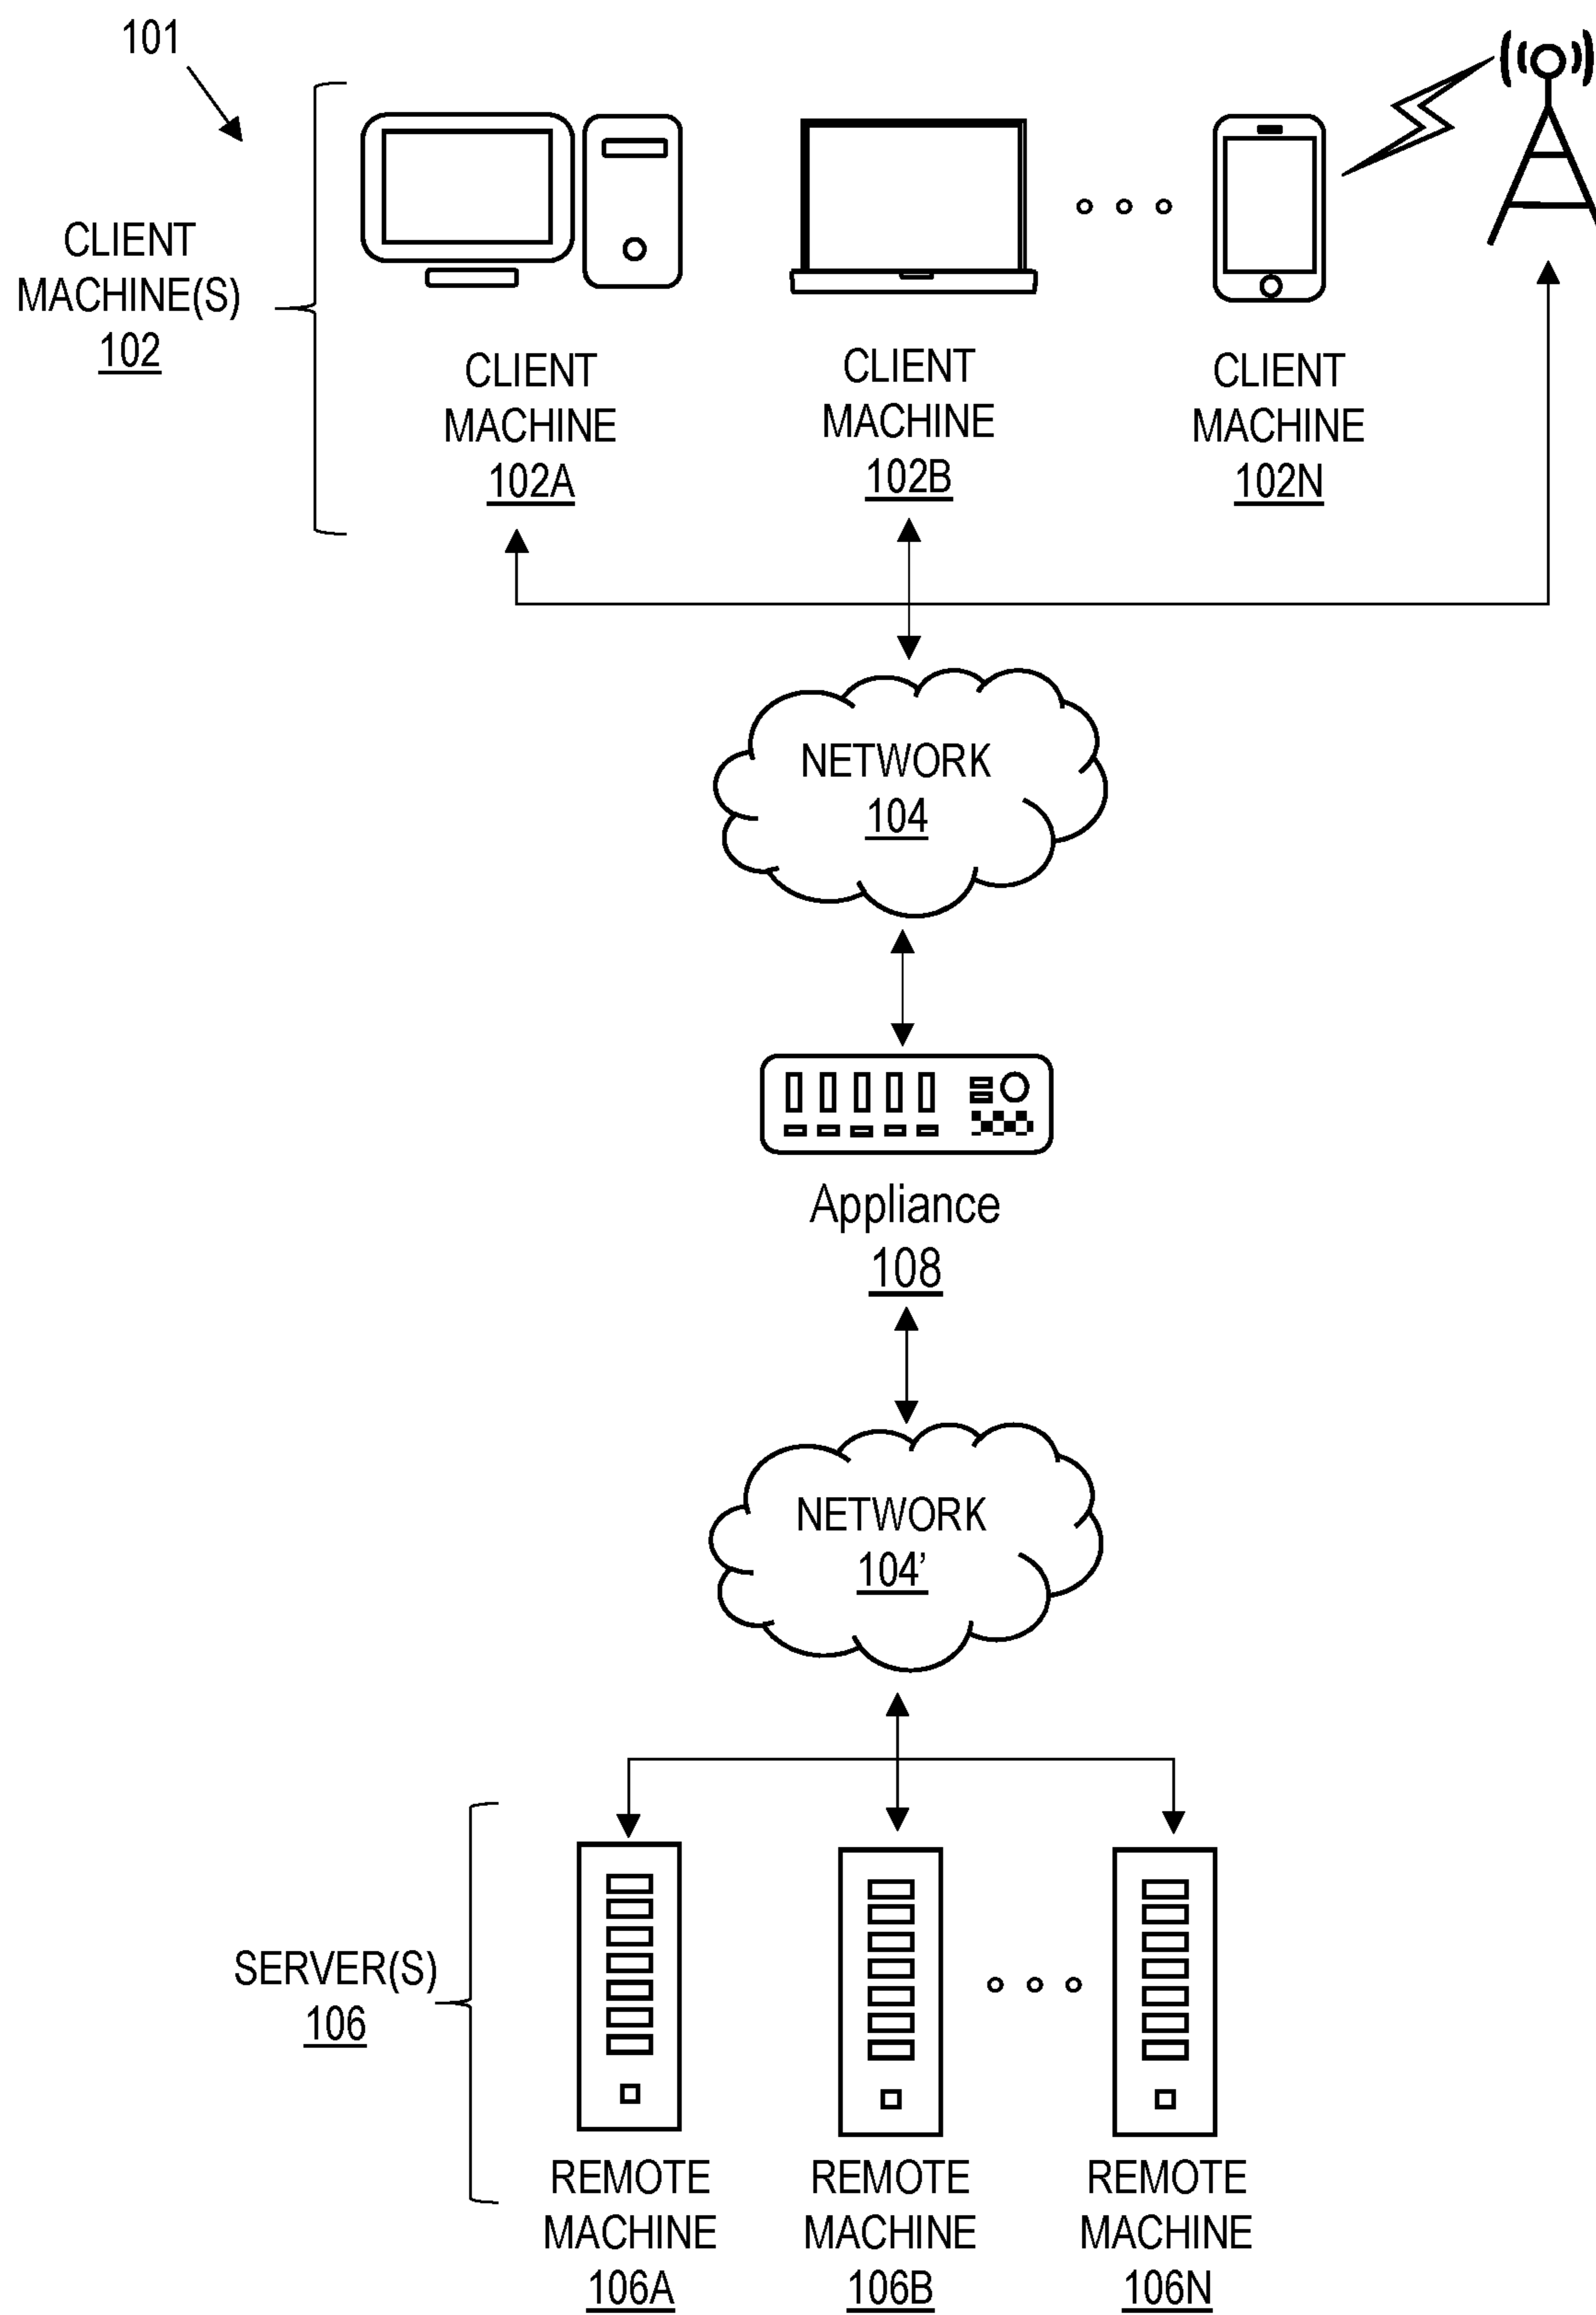 101
CLIENT
MACHINE(S)
102
CLIENT
MACHINE
102A
CLIENT
MACHINE
102B
CLIENT
MACHINE
102N
NETWORK
104
Appliance
108
NETWORK
104’
SERVER(S)
106
REMOTE
MACHINE
106A
REMOTE
MACHINE
106B
REMOTE
MACHINE
106N